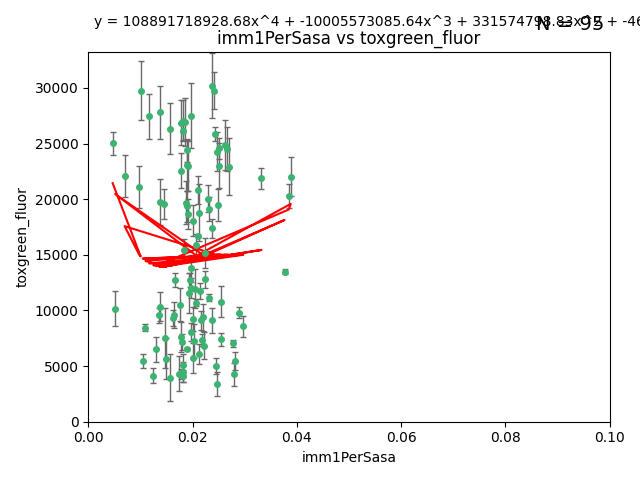 y = 108891718928.68x^4 + -10005573085.64x^3 + 331574798.83x^2 + -46
N = 95
imm1PerSasa vs toxgreen_fluor
30000
25000
20000
15000
10000
5000
0
toxgreen_fluor
0.00 0.02 0.04 0.06 0.08 0.10
imm1PerSasa